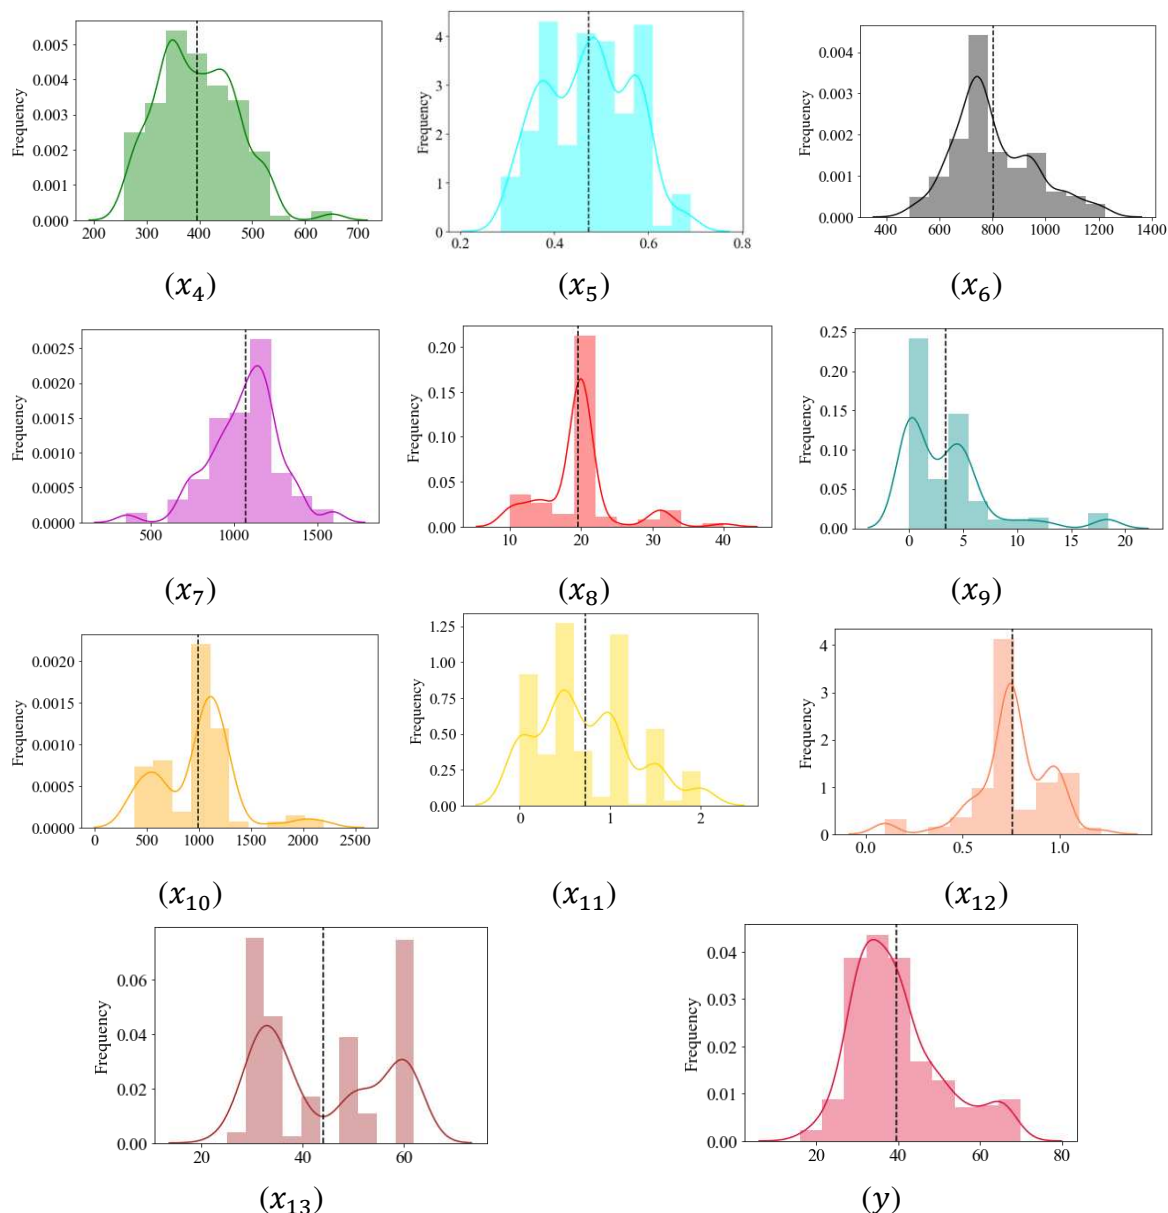 0.005
0.004
0.003
0.002
0.001
0.000
Frequency
200 300 400 500 600 700
(x₄)
4
3
2
1
0
Frequency
0.2 0.4 0.6 0.8
(x₅)
0.004
0.003
0.002
0.001
0.000
Frequency
400 600 800 1000 1200 1400
(x₆)
0.0025
0.0020
0.0015
0.0010
0.0005
0.0000
Frequency
500 1000 1500
(x₇)
0.20
0.15
0.10
0.05
0.00
Frequency
10 20 30 40
(x₈)
0.25
0.20
0.15
0.10
0.05
0.00
Frequency
0 5 10 15 20
(x₉)
0.0020
0.0015
0.0010
0.0005
0.0000
Frequency
0 500 1000 1500 2000 2500
(x₁₀)
1.25
1.00
0.75
0.50
0.25
0.00
Frequency
0 1 2
(x₁₁)
4
3
2
1
0
Frequency
0.0 0.5 1.0
(x₁₂)
0.06
0.04
0.02
0.00
Frequency
20 40 60
(x₁₃)
0.04
0.03
0.02
0.01
0.00
Frequency
20 40 60 80
(y)